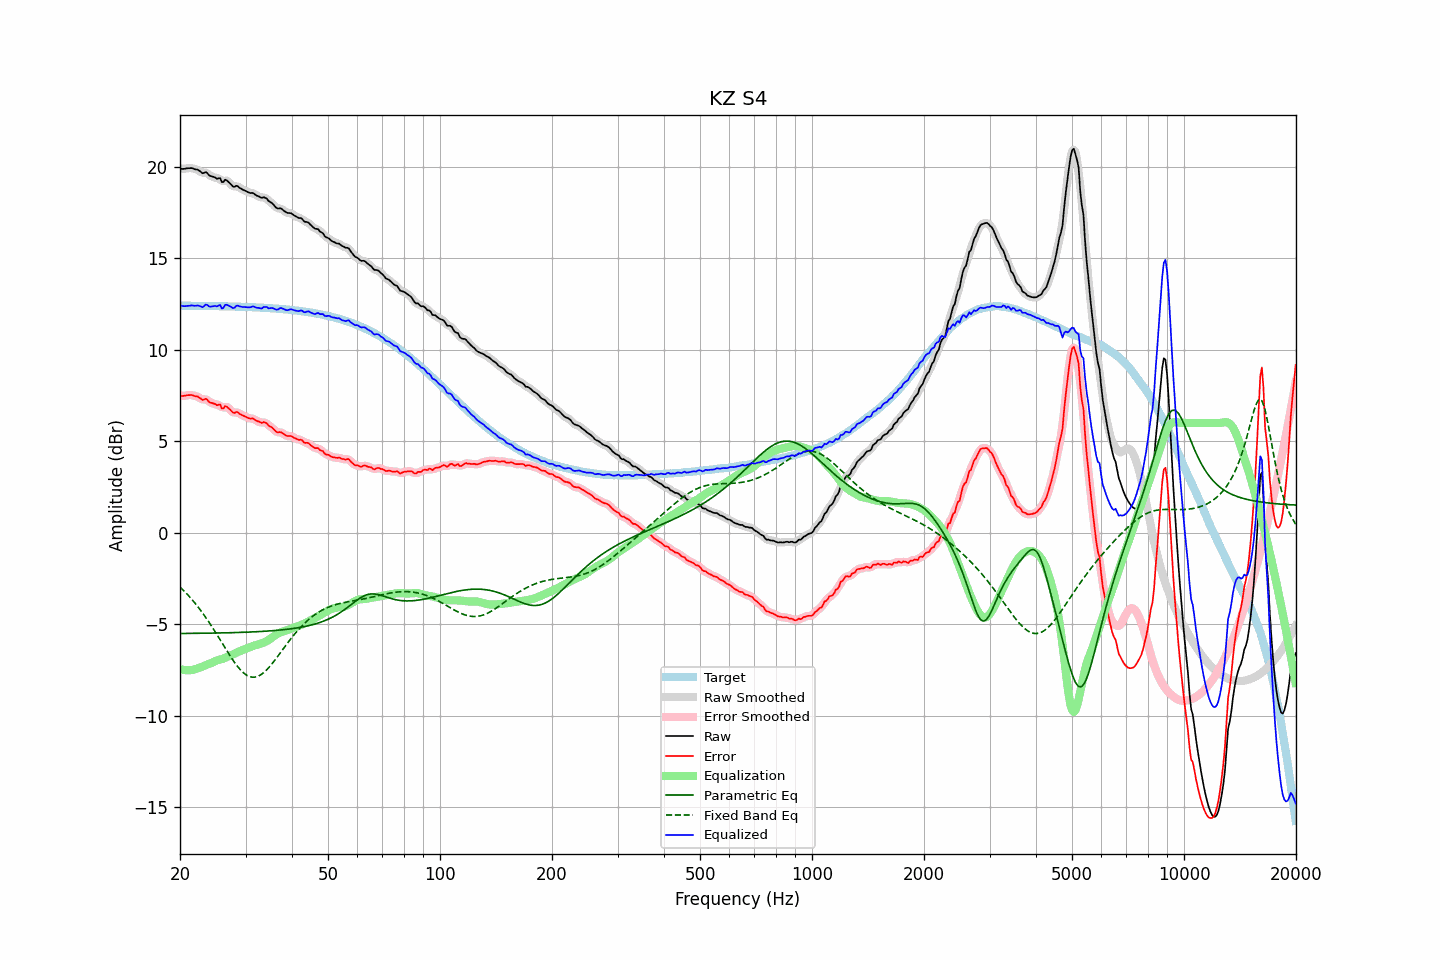 KZ S4
Amplitude (dBr)
20
15
10
5
0
−5
−10
−15
Target
Raw Smoothed
Error Smoothed
Raw
Error
Equalization
Parametric Eq
Fixed Band Eq
Equalized
20 50 100 200 500 1000 2000 5000 10000 20000
Frequency (Hz)